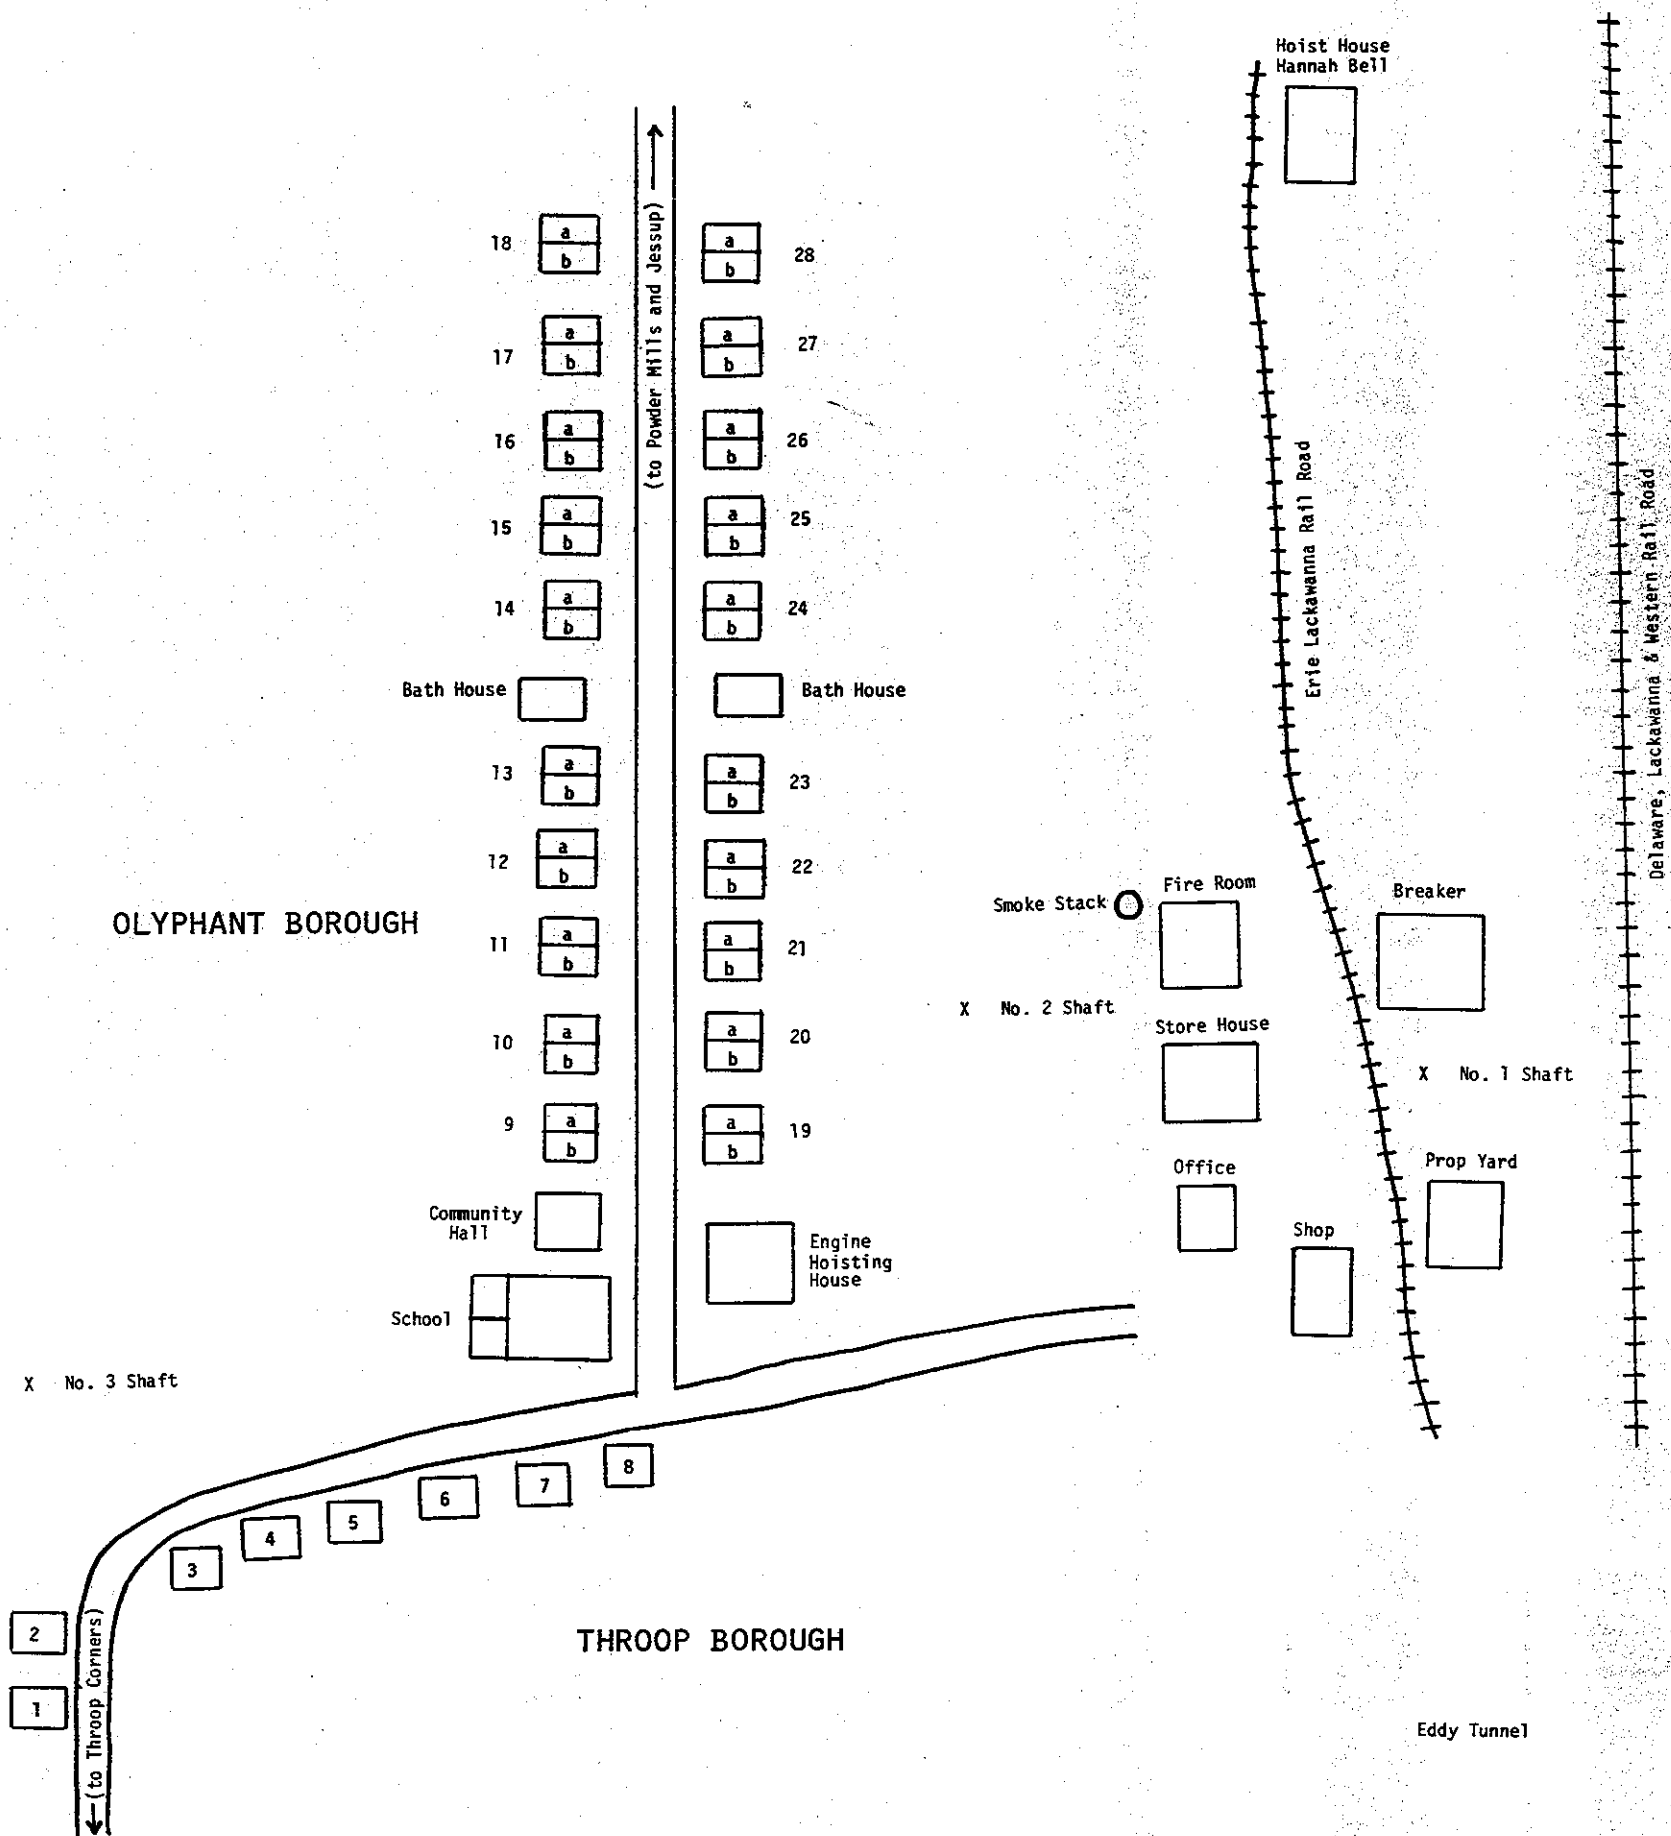 Hoist House
Hannah Bell
(to Powder Mills and Jessup)
18
a
b
a
b
28
17
a
b
a
b
27
16
a
b
a
b
26
15
a
b
a
b
25
14
a
b
a
b
24
Erie Lackawanna Rail Road
Delaware, Lackawanna & Western Rail Road
Bath House
Bath House
13
a
b
a
b
23
12
a
b
a
b
22
OLYPHANT BOROUGH
11
a
b
a
b
21
Smoke Stack
Fire Room
Breaker
X No. 2 Shaft
10
a
b
a
b
20
Store House
X No. 1 Shaft
9
a
b
a
b
19
Office
Prop Yard
Community
Hall
Engine
Hoisting
House
Shop
School
X No. 3 Shaft
8
7
6
5
4
3
2
1
(to Throop Corners)
THROOP BOROUGH
Eddy Tunnel